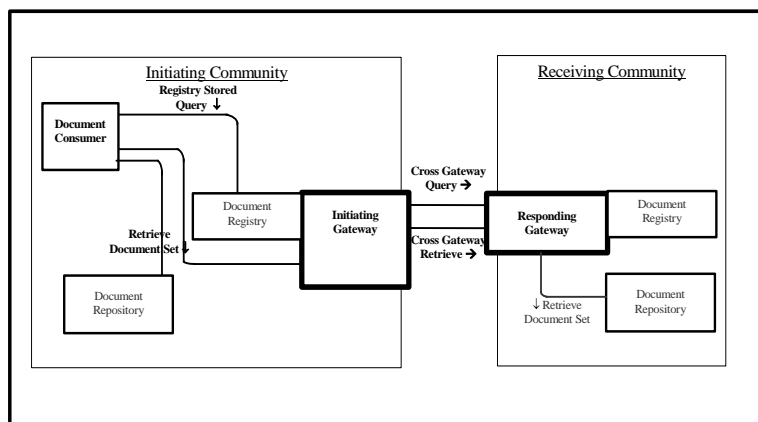 Initiating Community
Registry Stored
Query ↓
Document
Consumer
Document
Registry
Initiating
Gateway
Retrieve
Document Set ↓
Document
Repository
Cross Gateway
Query →
Cross Gateway
Retrieve →
Receiving Community
Responding
Gateway
Document
Registry
↓ Retrieve
Document Set
Document
Repository